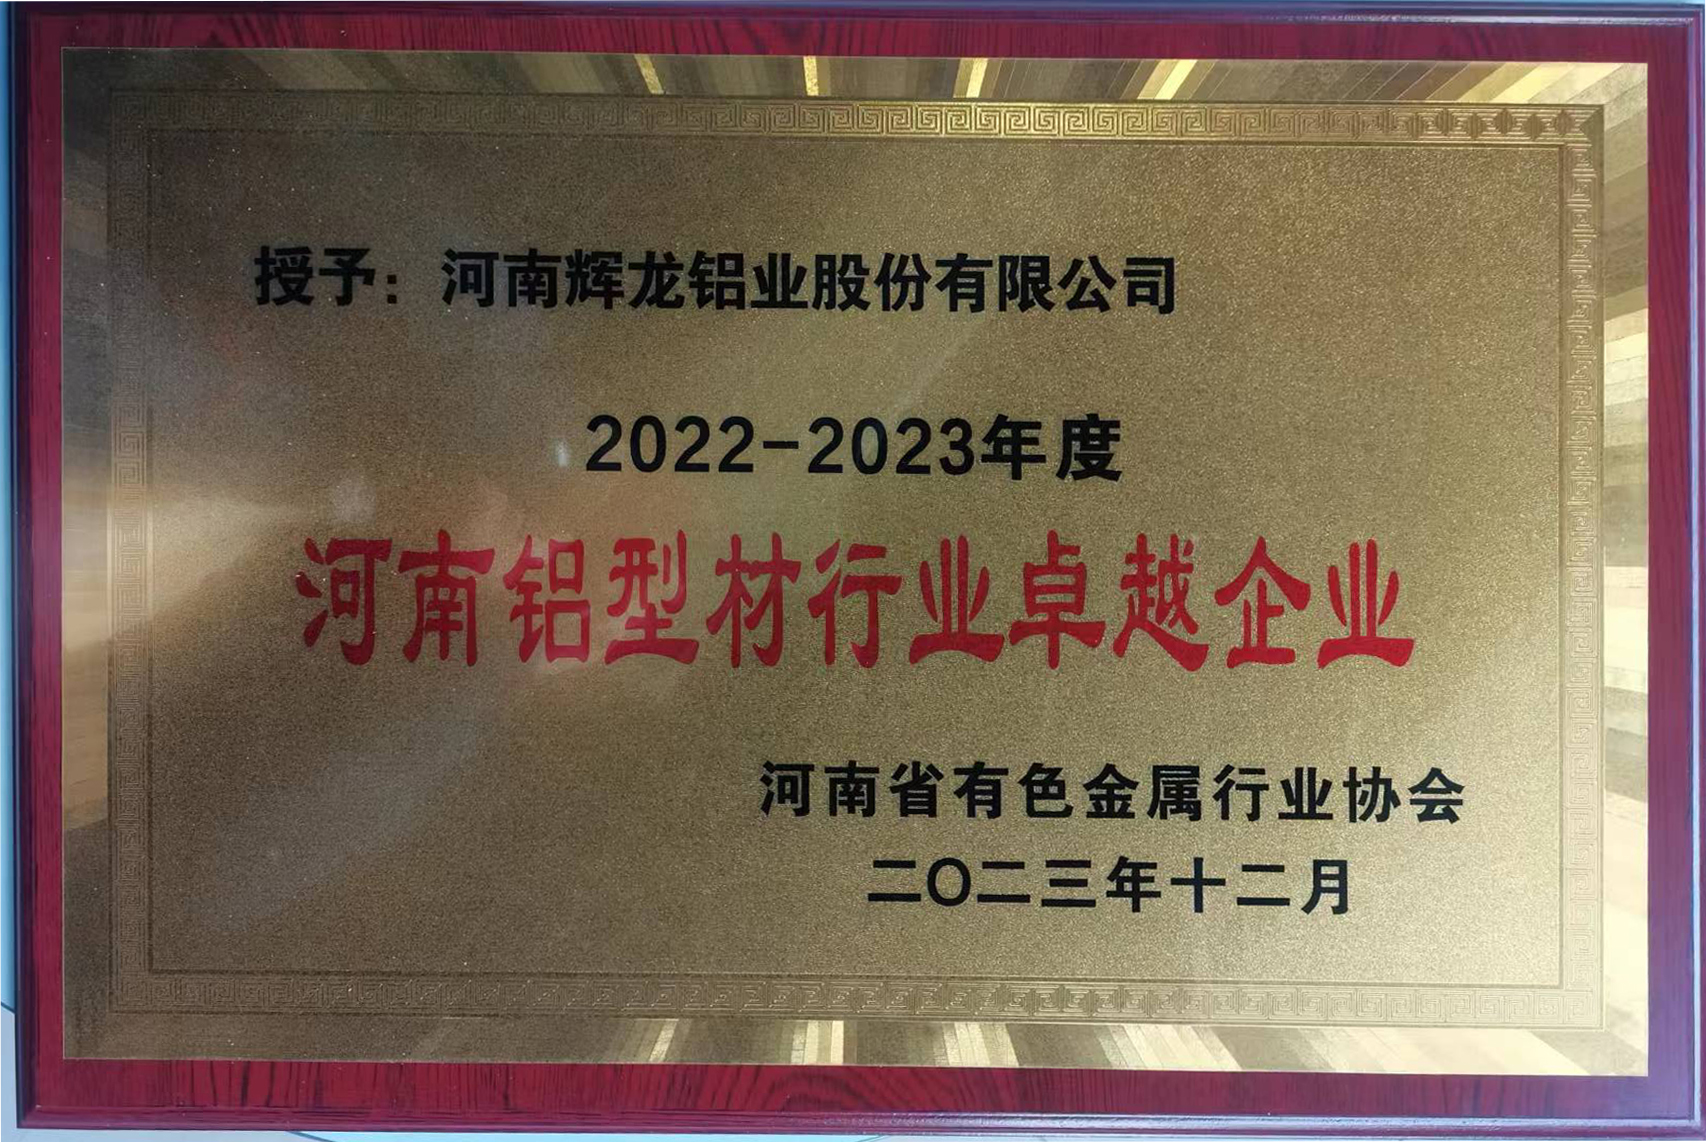 授予：河南辉龙铝业股份有限公司
2022-2023年度
河南铝型材行业卓越企业
河南省有色金属行业协会
二〇二三年十二月